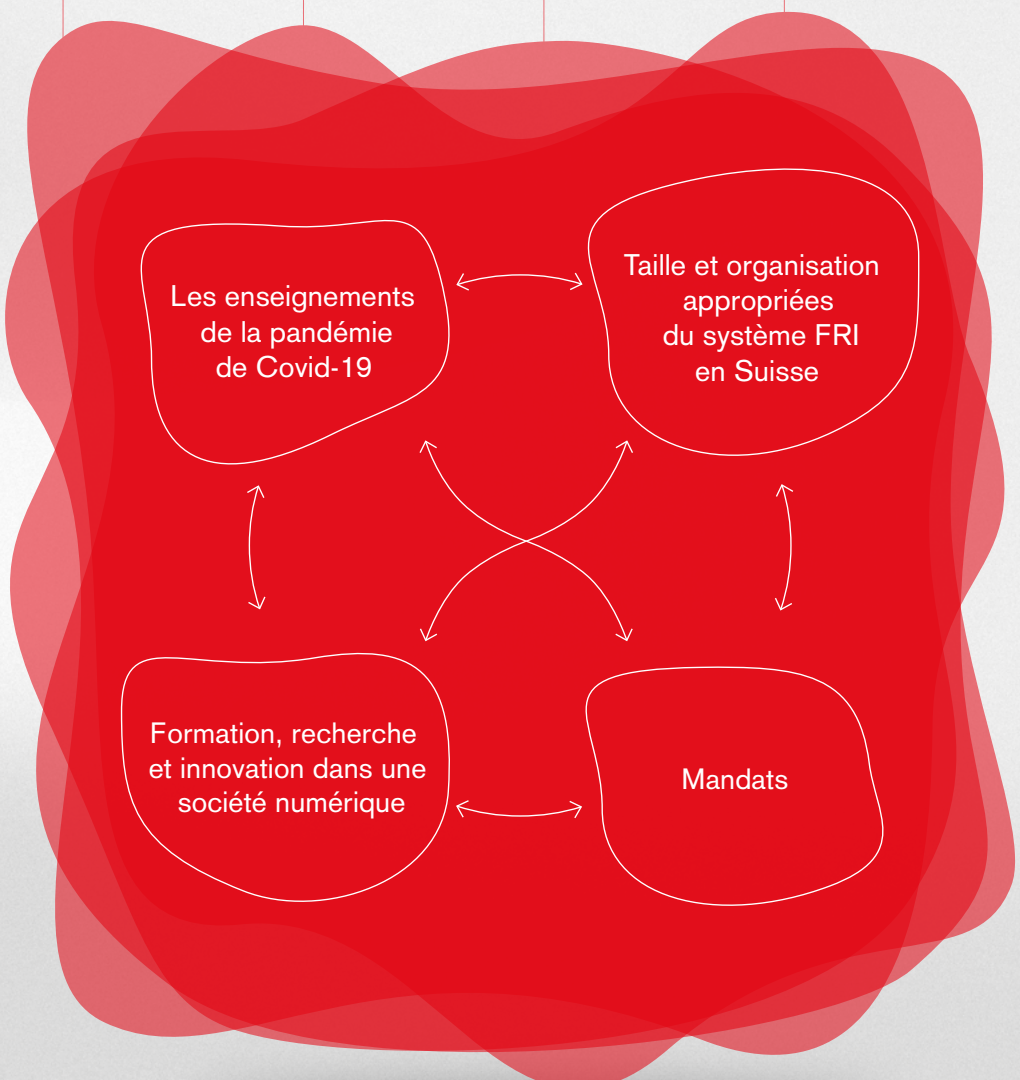 Les enseignements
de la pandémie
de Covid-19
Taille et organisation
appropriées
du système FRI
en Suisse
Formation, recherche
et innovation dans une
société numérique
Mandats